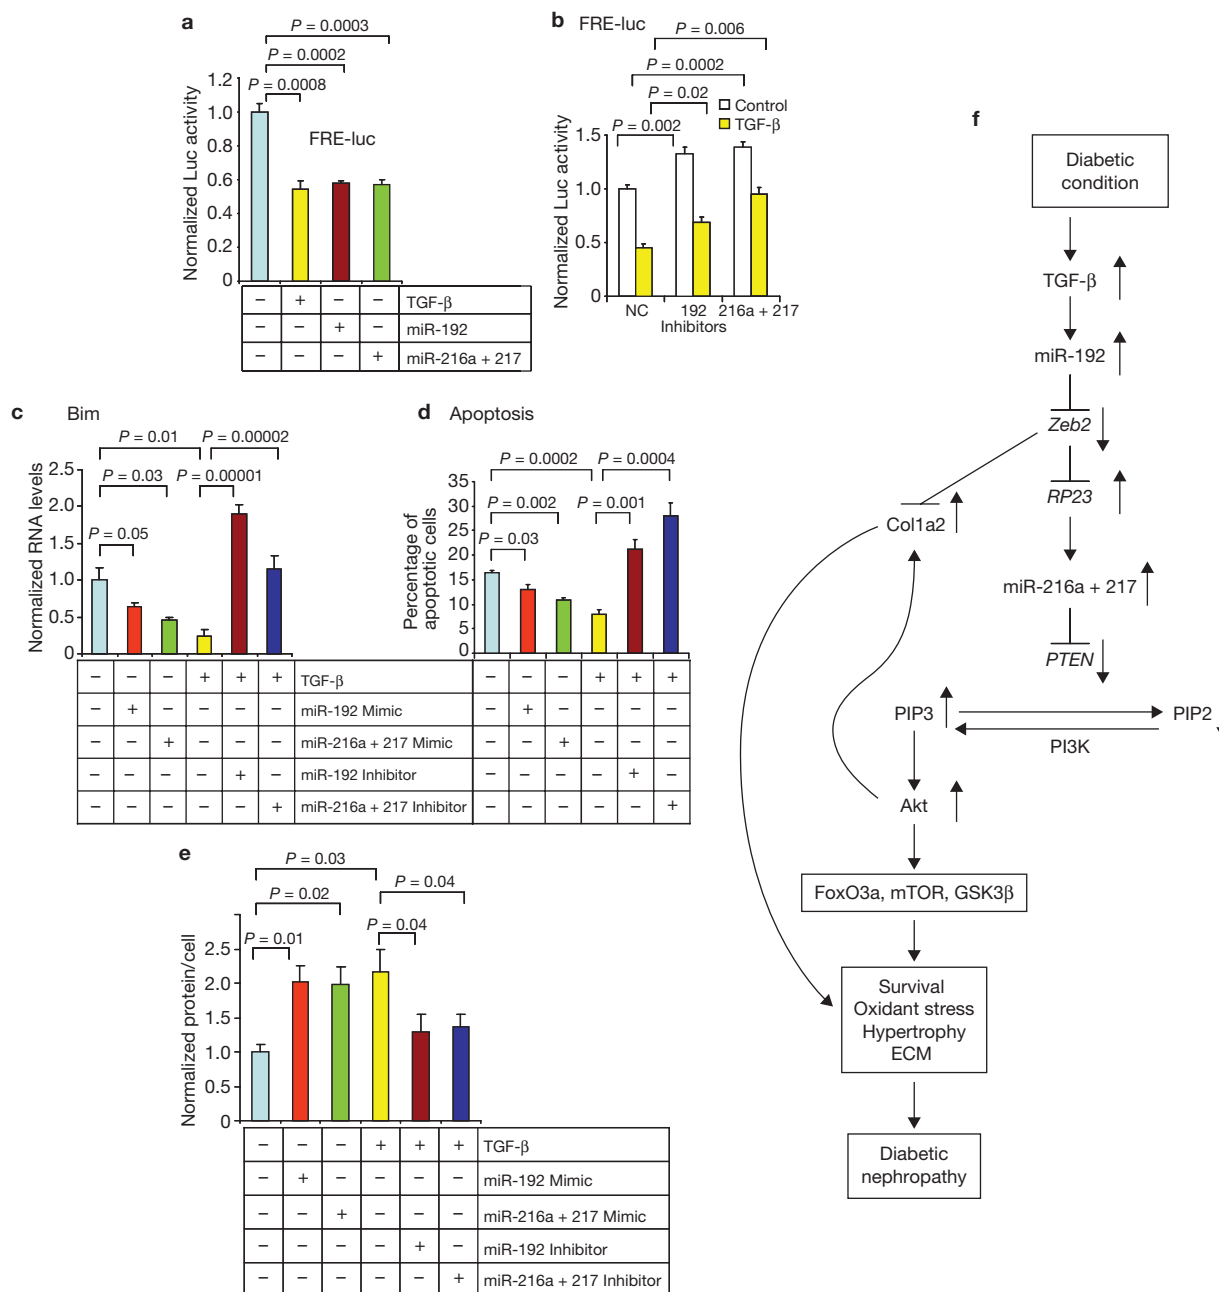 a
P = 0.0003
P = 0.0002
P = 0.0008
Normalized Luc activity
1.2
1.0
0.8
0.6
0.4
0.2
0
FRE-luc
– + – – TGF-β
– – + – miR-192
– – – + miR-216a + 217
b FRE-luc
P = 0.006
P = 0.0002
P = 0.02
P = 0.002
Control
TGF-β
Normalized Luc activity
1.5
1.0
0.5
0
NC 192 216a + 217
Inhibitors
c Bim
P = 0.01 P = 0.00002
P = 0.03 P = 0.00001
P = 0.05
Normalized RNA levels
2.5
2.0
1.5
1.0
0.5
0
d Apoptosis
P = 0.0002 P = 0.0004
P = 0.002 P = 0.001
P = 0.03
Percentage of
apoptotic cells
35
30
25
20
15
10
5
0
– – – + + + TGF-β – – – + + +
– + – – – – miR-192 Mimic – + – – – –
– – + – – – miR-216a + 217 Mimic – – + – – –
– – – – + – miR-192 Inhibitor – – – – + –
– – – – – + miR-216a + 217 Inhibitor – – – – – +
e
P = 0.03
P = 0.04
P = 0.02
P = 0.04
P = 0.01
Normalized protein/cell
2.5
2.0
1.5
1.0
0.5
0
– – – + + + TGF-β
– + – – – – miR-192 Mimic
– – + – – – miR-216a + 217 Mimic
– – – – + – miR-192 Inhibitor
– – – – – + miR-216a + 217 Inhibitor
f
Diabetic
condition
TGF-β
miR-192
Zeb2
RP23
Col1a2
miR-216a + 217
PTEN
PIP3 PIP2
PI3K
Akt
FoxO3a, mTOR, GSK3β
Survival
Oxidant stress
Hypertrophy
ECM
Diabetic
nephropathy